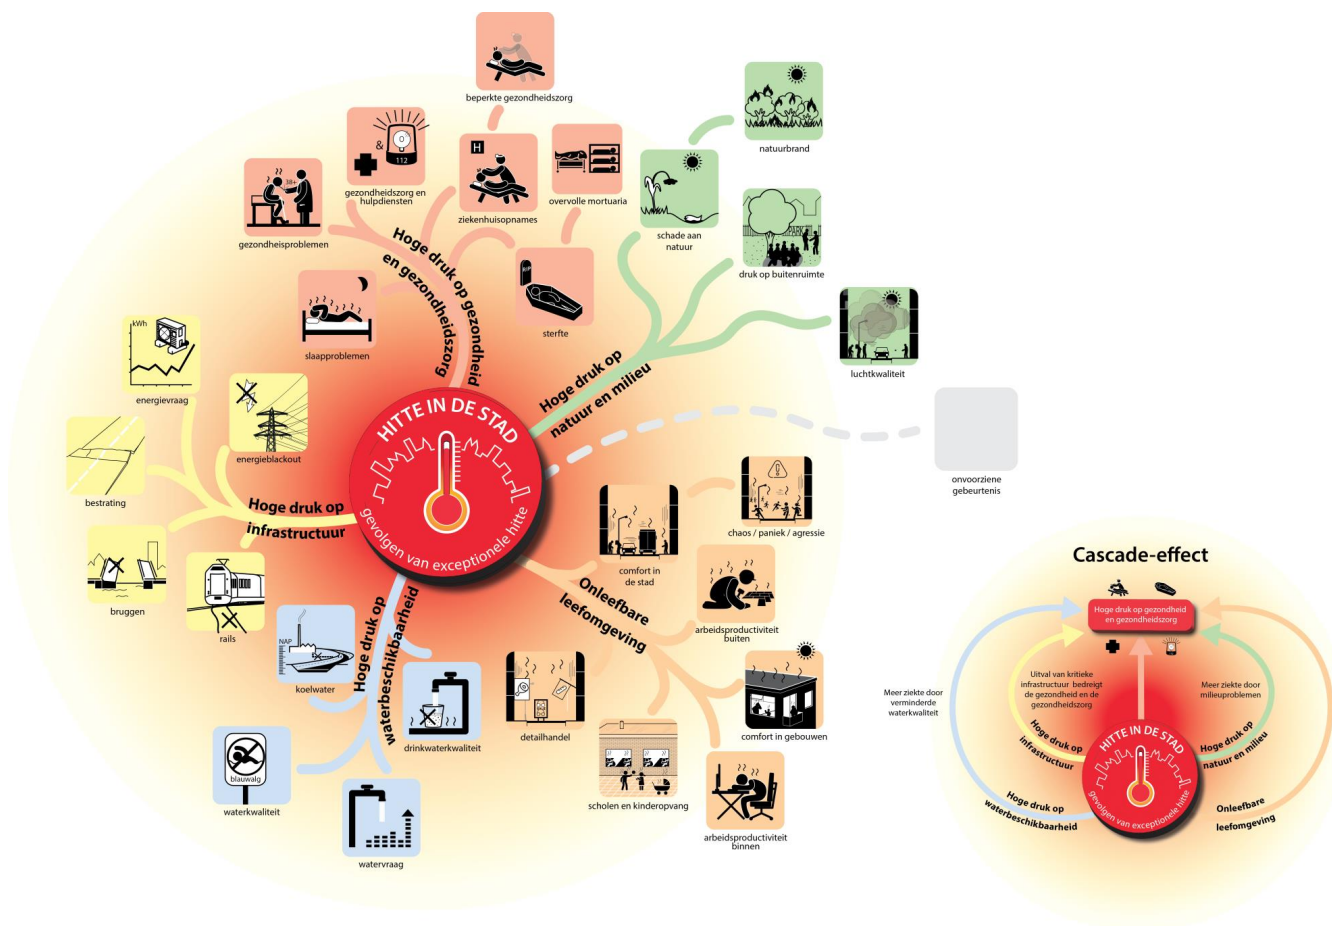 beperkte gezondheidszorg
&
112
gezondheidszorg en
hulpdiensten
38+
gezondheisproblemen
H
ziekenhuisopnames
overvolle mortuaria
slaapproblemen
RIP
sterfte
Hoge druk op gezondheid
en gezondheidszorg
natuurbrand
schade aan
natuur
PARK
druk op buitenruimte
luchtkwaliteit
Hoge druk op
natuur en milieu
onvoorziene
gebeurtenis
kWh
energievraag
energieblackout
bestrating
bruggen
rails
Hoge druk op
infrastructuur
HITTE IN DE STAD
gevolgen van exceptionele hitte
NAP
koelwater
drinkwaterkwaliteit
blauwalg
waterkwaliteit
watervraag
Hoge druk op
waterbeschikbaarheid
Onleefbare
leefomgeving
comfort in
de stad
chaos / paniek / agressie
arbeidsproductiviteit
buiten
comfort in gebouwen
detailhandel
scholen en kinderopvang
arbeidsproductiviteit
binnen
Cascade-effect
Hoge druk op gezondheid
en gezondheidszorg
Meer ziekte door
verminderde
waterkwaliteit
Uitval van kritieke
infrastructuur bedreigt
de gezondheid en de
gezondheidszorg
Meer ziekte door
milieuproblemen
Hoge druk op
infrastructuur
Hoge druk op
natuur en milieu
HITTE IN DE STAD
gevolgen van exceptionele hitte
Hoge druk op
waterbeschikbaarheid
Onleefbare
leefomgeving